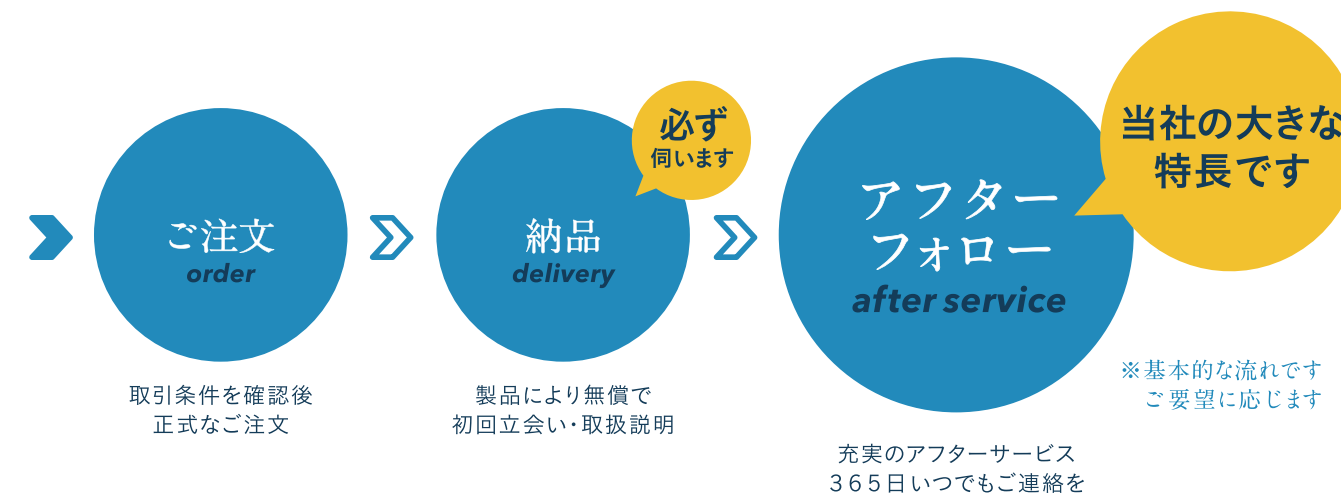 ご注文
order
取引条件を確認後
正式なご注文
必ず
伺います
納品
delivery
製品により無償で
初回立会い・取扱説明
当社の大きな
特長です
アフター
フォロー
after service
充実のアフターサービス
365日いつでもご連絡を
※基本的な流れです
ご要望に応じます